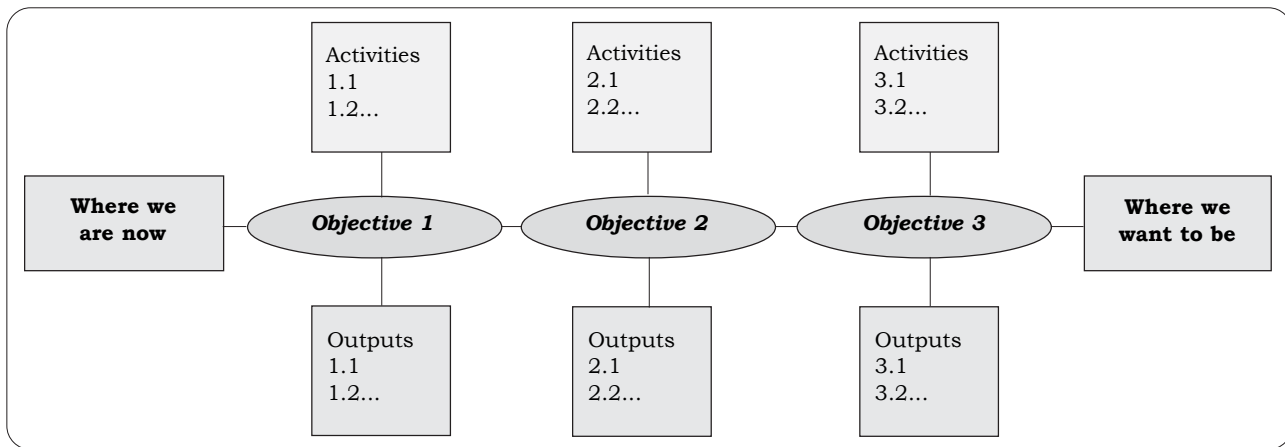 Activities
1.1
1.2...
Activities
2.1
2.2...
Activities
3.1
3.2...
Where we
are now
Objective 1
Objective 2
Objective 3
Where we
want to be
Outputs
1.1
1.2...
Outputs
2.1
2.2...
Outputs
3.1
3.2...